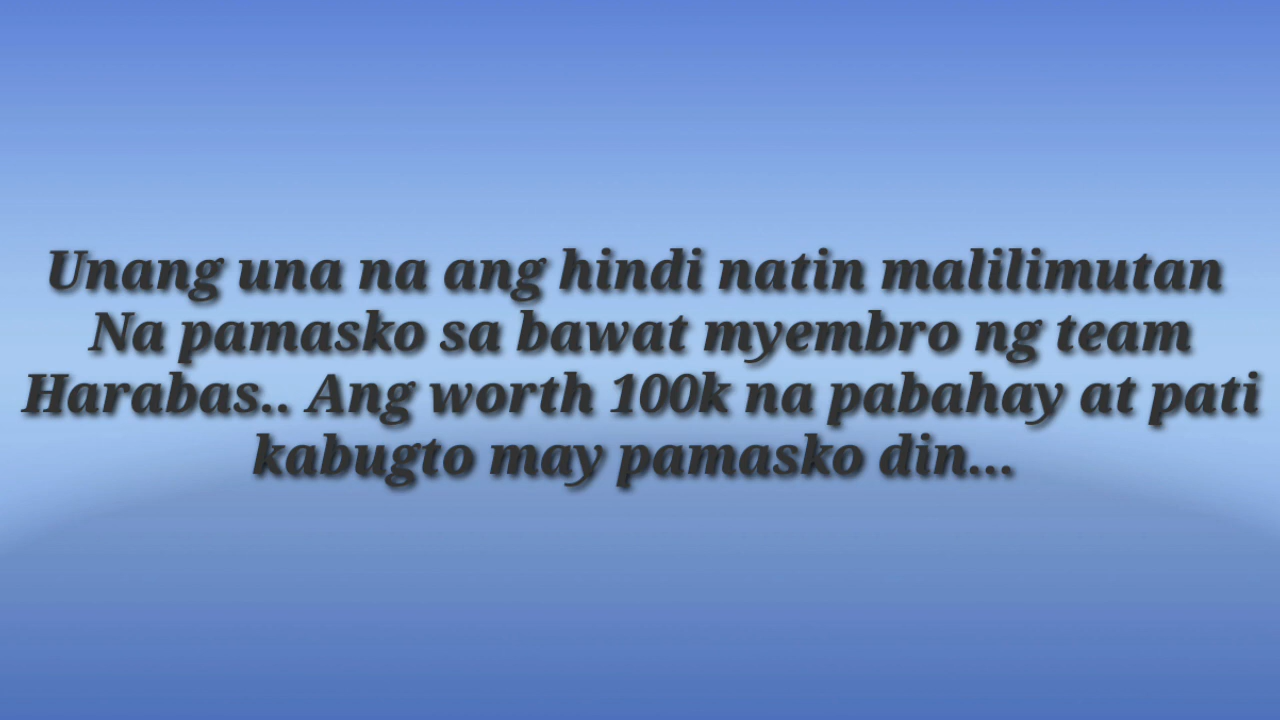 Unang una na ang hindi natin malilimutan
Na pamasko sa bawat myembro ng team
Harabas.. Ang worth 100k na pabahay at pati
kabugto may pamasko din...